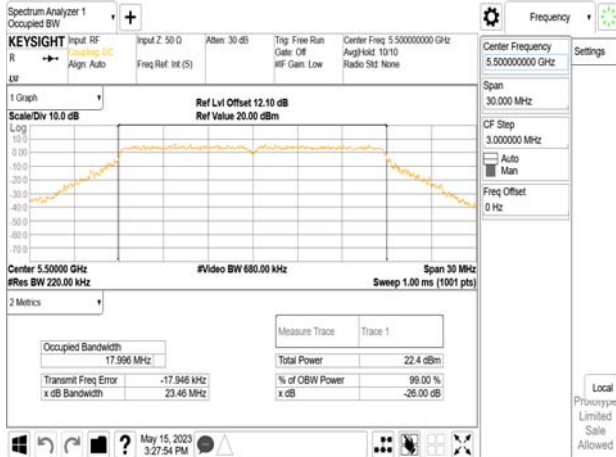 Spectrum Analyzer 1
Occupied BW
Frequency
KEYSIGHT Input: RF
Coupling: DC
Align: Auto
R
Input Z: 50 Ω
Freq Ref: Int (S)
Atten: 30 dB
Trig: Free Run
Gate: Off
#IF Gain: Low
Center Freq: 5.500000000 GHz
Avg|Hold: 10/10
Radio Std: None
Center Frequency
5.500000000 GHz
Settings
Span
30.000 MHz
CF Step
3.000000 MHz
Auto
Man
Freq Offset
0 Hz
1 Graph
Scale/Div 10.0 dB
Ref Lvl Offset 12.10 dB
Ref Value 20.00 dBm
Log
10.0
0.00
-10.0
-20.0
-30.0
-40.0
-50.0
-60.0
-70.0
Center 5.50000 GHz
#Video BW 680.00 kHz
Span 30 MHz
#Res BW 220.00 kHz
Sweep 1.00 ms (1001 pts)
2 Metrics
Measure Trace Trace 1
Occupied Bandwidth
17.996 MHz
Total Power 22.4 dBm
Transmit Freq Error -17.946 kHz
% of OBW Power 99.00 %
x dB Bandwidth 23.46 MHz
x dB -26.00 dB
Local
Prototype
Limited
Sale
Allowed
?
May 15, 2023
3:27:54 PM